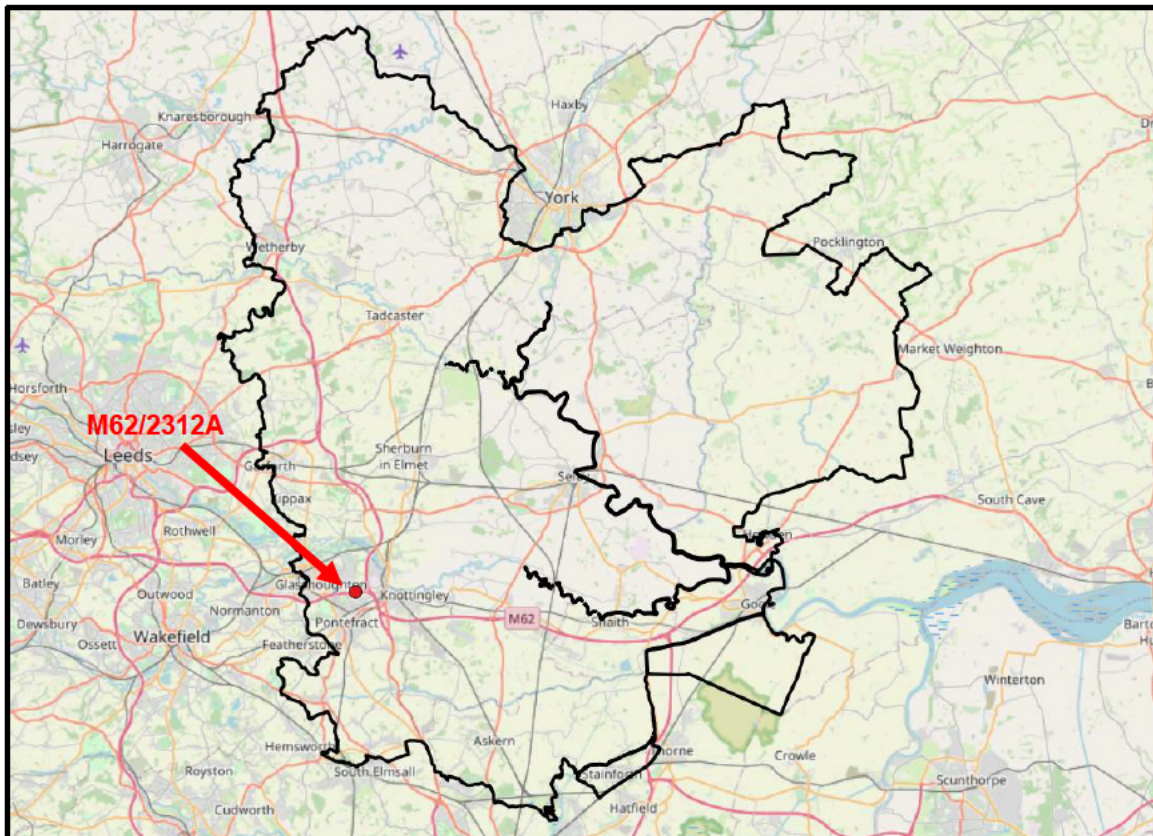 Haxby
Knaresborough
Harrogate
York
Pocklington
Wetherby
Tadcaster
Market Weighton
Horsforth
M62/2312A
Leeds
Sherburn
in Elmet
South Cave
Rothwell
Morley
Glasshoughton
Batley
Outwood
Normanton
Knottingley
M62
Pontefract
Dewsbury
Wakefield
Featherstone
Ossett
Snaith
Winterton
Askern
Hemsworth
Royston
South Elmsall
Crowle
Stainforth
Scunthorpe
Cudworth
Hatfield